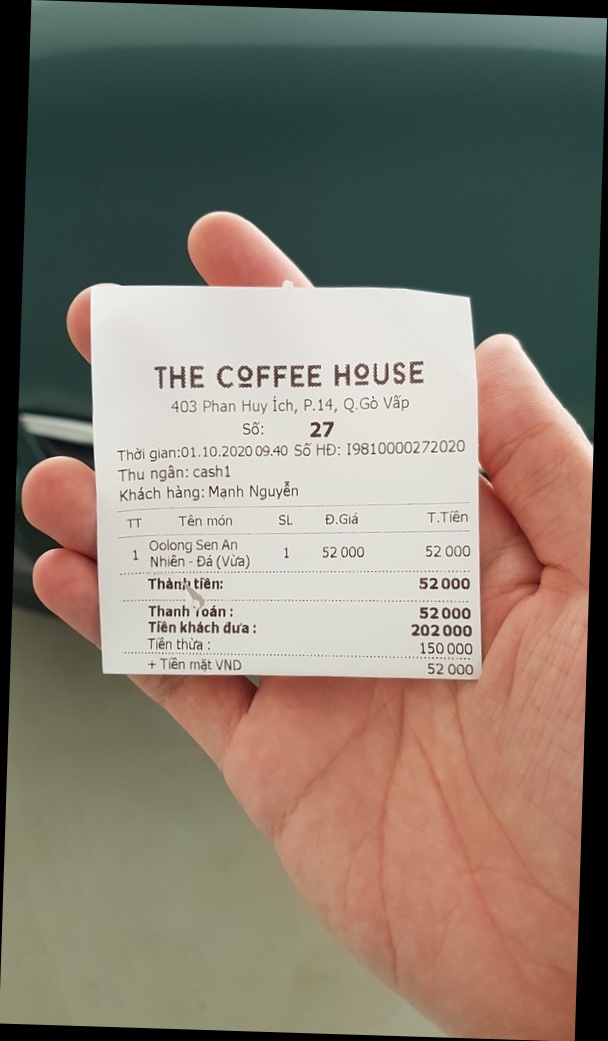 THE COFFEE HOUSE
403 Phan Huy Ích, P.14, Q.Gò Vấp
Số: 27
Thời gian:01.10.2020 09.40 Số HĐ: I9810000272020
Thu ngân: cash1
Khách hàng: Mạnh Nguyễn
TT Tên món SL Đ.Giá T.Tiền
1 Oolong Sen An Nhiên - Đá (Vừa) 1 52 000 52 000
Thành tiền: 52 000
Thanh Toán : 52 000
Tiền khách đưa : 202 000
Tiền thừa : 150 000
+ Tiền mặt VND 52 000